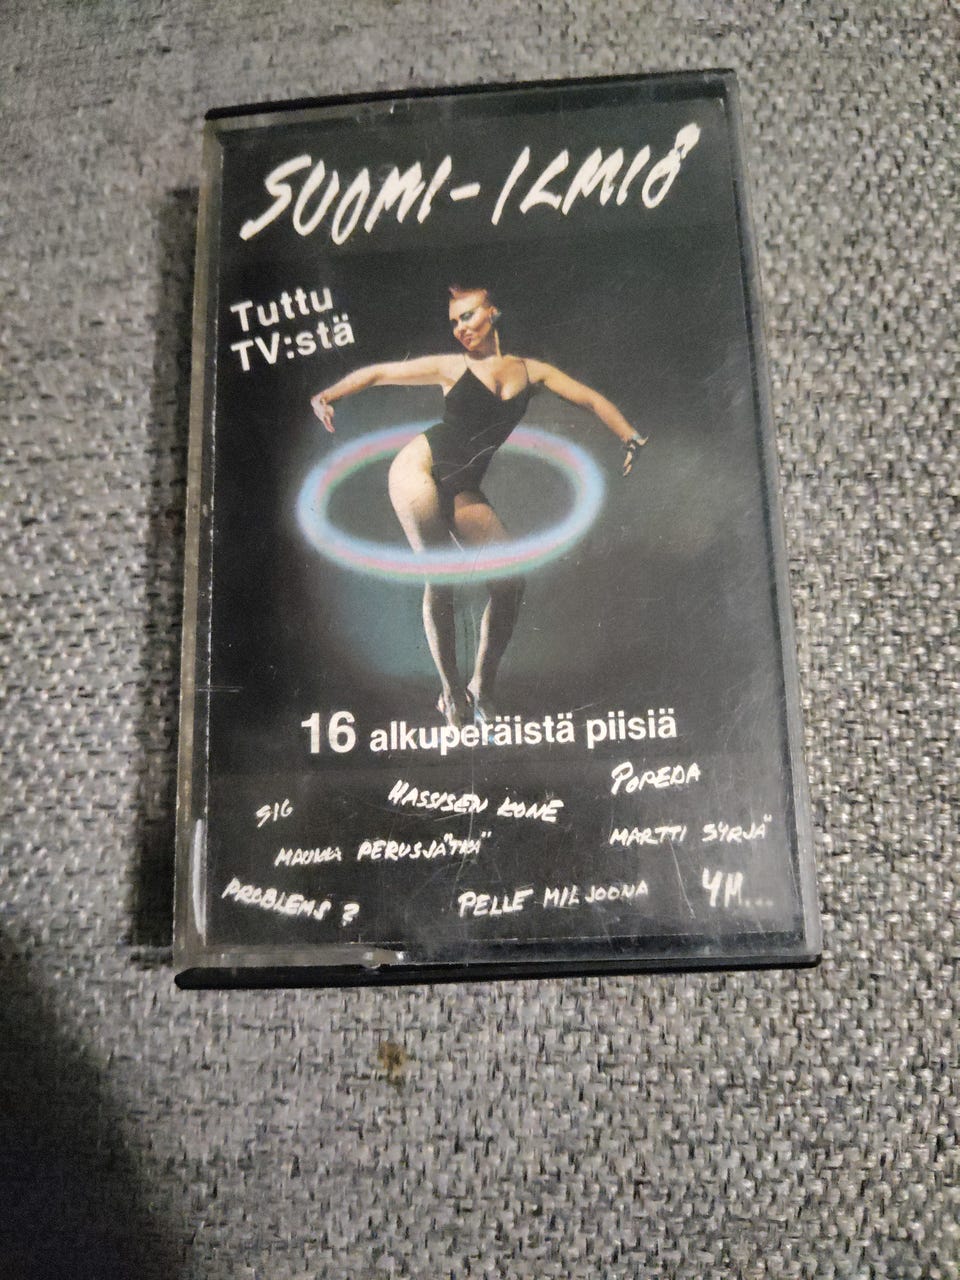 SUOMI-ILMIÖ
Tuttu
TV:stä
16 alkuperäistä piisiä
SIG
HASSISEN KONE
POPEDA
MAUKKA PERUSJÄTKÄ
MARTTI SYRJÄ
PROBLEMS?
PELLE MILJOONA
YM...